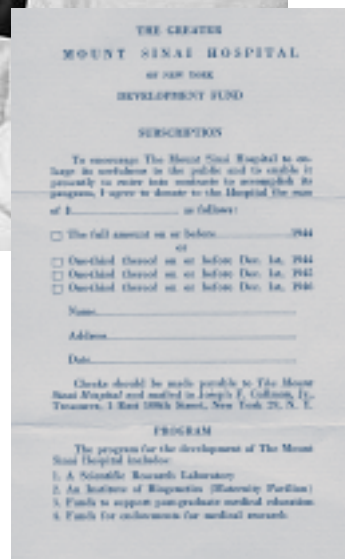 THE GREATER
MOUNT SINAI HOSPITAL
OF NEW YORK
DEVELOPMENT FUND
SUBSCRIPTION
To encourage The Mount Sinai Hospital to en-
large its usefulness to the public and to enable it
presently to enter into contracts to accomplish its
program, I agree to donate to the Hospital the sum
of $ as follows:
The full amount on or before 1944
or
One-third thereof on or before Dec. 1st, 1944
One-third thereof on or before Dec. 1st, 1945
One-third thereof on or before Dec. 1st, 1946
Name
Address
Date
Checks should be made payable to The Mount
Sinai Hospital and mailed to Joseph F. Cullman, Jr.,
Treasurer, 1 East 100th Street, New York 29, N. Y.
PROGRAM
The program for the development of The Mount
Sinai Hospital includes:
1. A Scientific Research Laboratory
2. An Institute of Biogenetics (Maternity Pavilion)
3. Funds to support post-graduate medical education
4. Funds for endowments for medical research